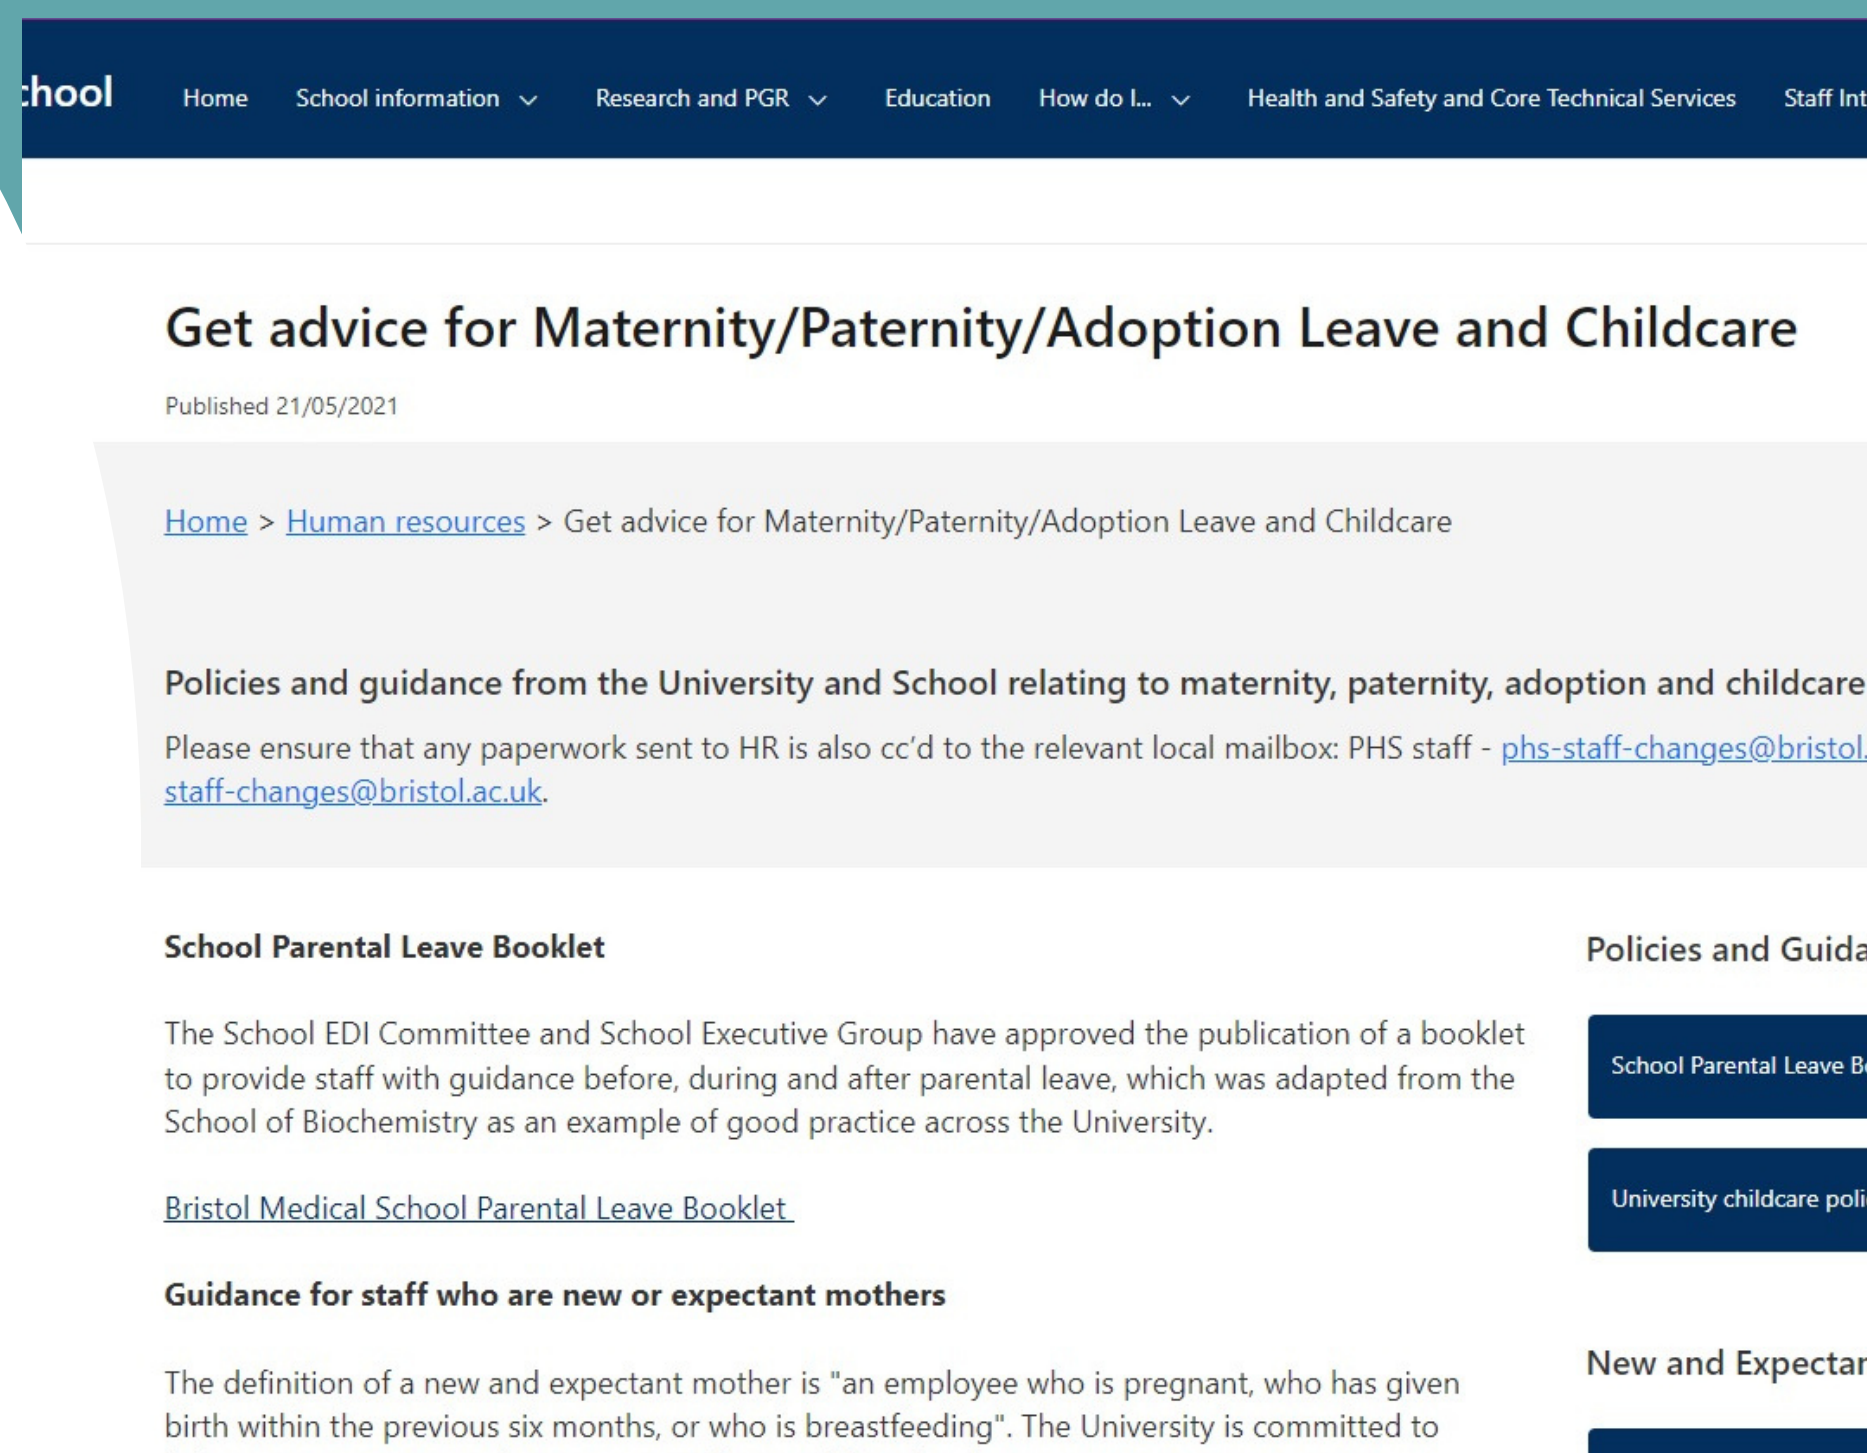 Home School information Research and PGR Education How do I... Health and Safety and Core Technical Services Staff
Get advice for Maternity/Paternity/Adoption Leave and Childcare
Published 21/05/2021
Home > Human resources > Get advice for Maternity/Paternity/Adoption Leave and Childcare
Policies and guidance from the University and School relating to maternity, paternity, adoption and childcare
Please ensure that any paperwork sent to HR is also cc'd to the relevant local mailbox: PHS staff - phs-staff-changes@bristol.
staff-changes@bristol.ac.uk.
School Parental Leave Booklet
The School EDI Committee and School Executive Group have approved the publication of a booklet
to provide staff with guidance before, during and after parental leave, which was adapted from the
School of Biochemistry as an example of good practice across the University.
Bristol Medical School Parental Leave Booklet
Guidance for staff who are new or expectant mothers
The definition of a new and expectant mother is "an employee who is pregnant, who has given
birth within the previous six months, or who is breastfeeding". The University is committed to
Policies and
School Parental Leave
University childcare
New and